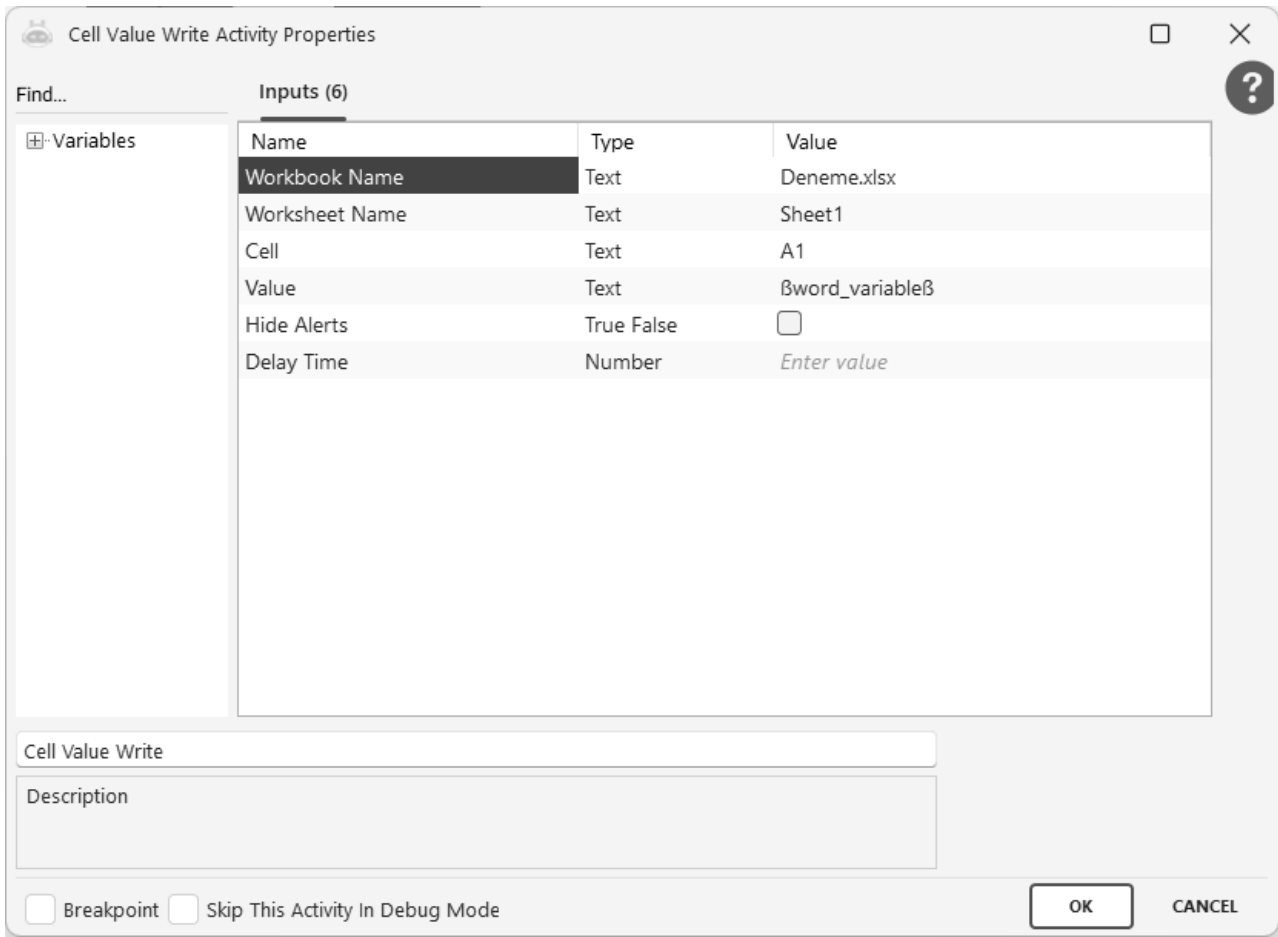 Cell Value Write Activity Properties
Find...
Inputs (6)
?
Variables
Name Type Value
Workbook Name Text Deneme.xlsx
Worksheet Name Text Sheet1
Cell Text A1
Value Text ßword_variableß
Hide Alerts True False
Delay Time Number Enter value
Cell Value Write
Description
Breakpoint Skip This Activity In Debug Mode OK CANCEL